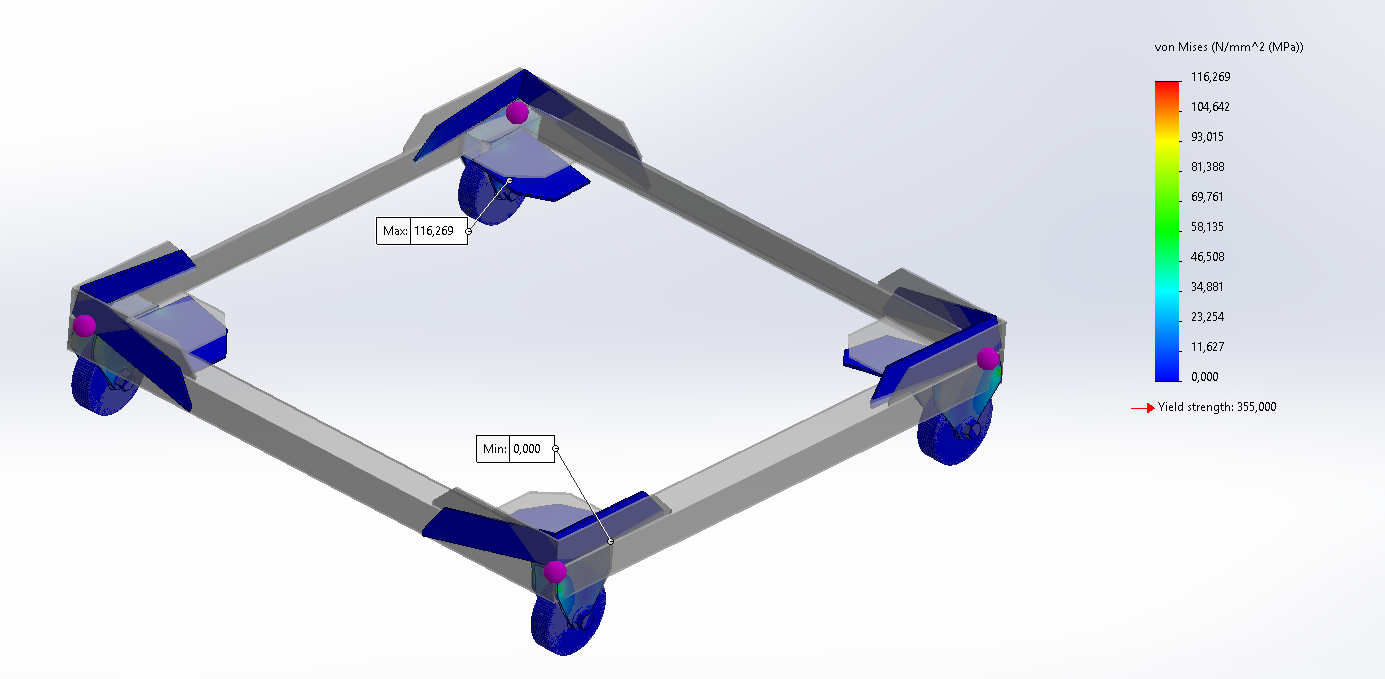 von Mises (N/mm^2 (MPa))
116,269
104,642
93,015
81,388
69,761
58,135
46,508
34,881
23,254
11,627
0,000
Yield strength: 355,000
Max: 116,269
Min: 0,000